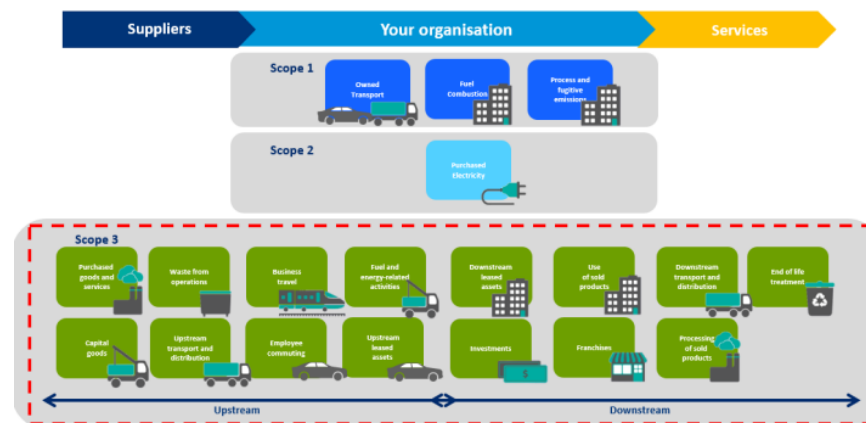 Suppliers
Your organisation
Services
Scope 1
Owned
Transport
Fuel
Combustion
Process and
fugitive
emissions
Scope 2
Purchased
Electricity
Scope 3
Purchased
goods and
services
Waste from
operations
Business
travel
Fuel and
energy-related
activities
Downstream
leased
assets
Use
of sold
products
Downstream
transport and
distribution
End of life
treatment
Capital
goods
Upstream
transport and
distribution
Employee
commuting
Upstream
leased
assets
Investments
$
Franchises
Processing
of sold
products
Upstream
Downstream